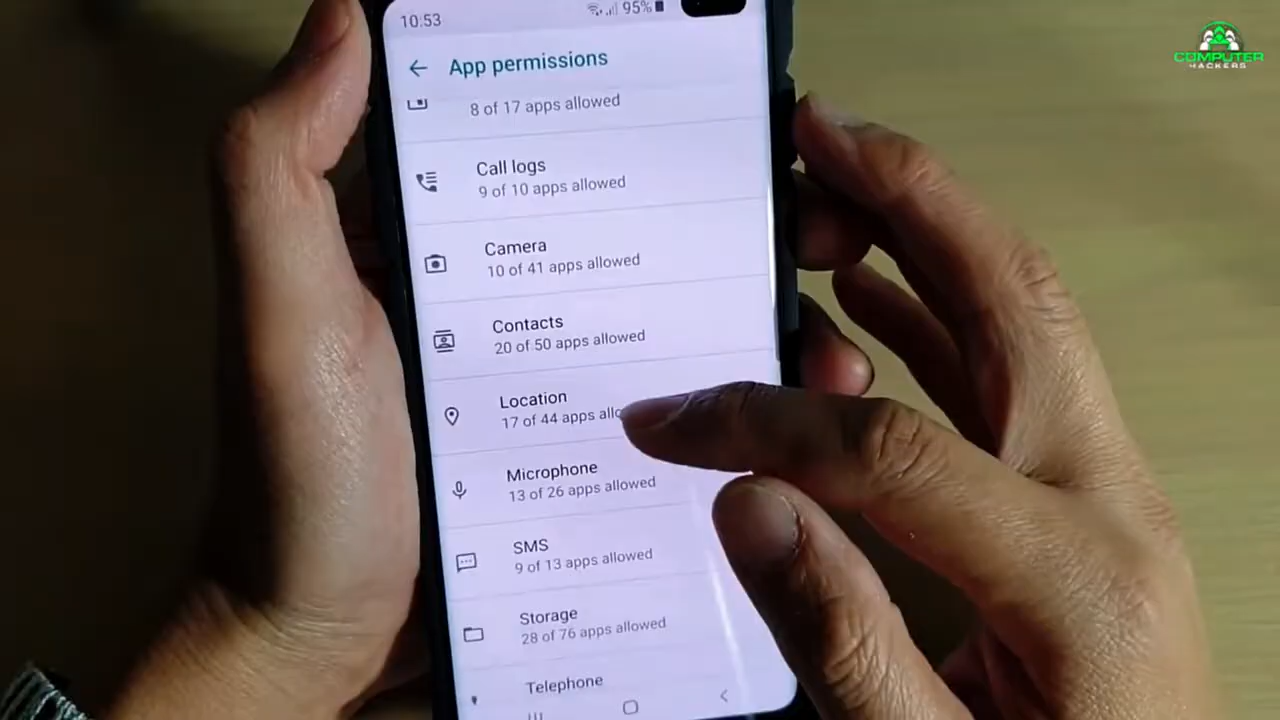 10:53
95%
COMPUTER
HACKERS
App permissions
8 of 17 apps allowed
Call logs
9 of 10 apps allowed
Camera
10 of 41 apps allowed
Contacts
20 of 50 apps allowed
Location
17 of 44 apps allo
Microphone
13 of 26 apps allowed
SMS
9 of 13 apps allowed
Storage
28 of 76 apps allowed
Telephone